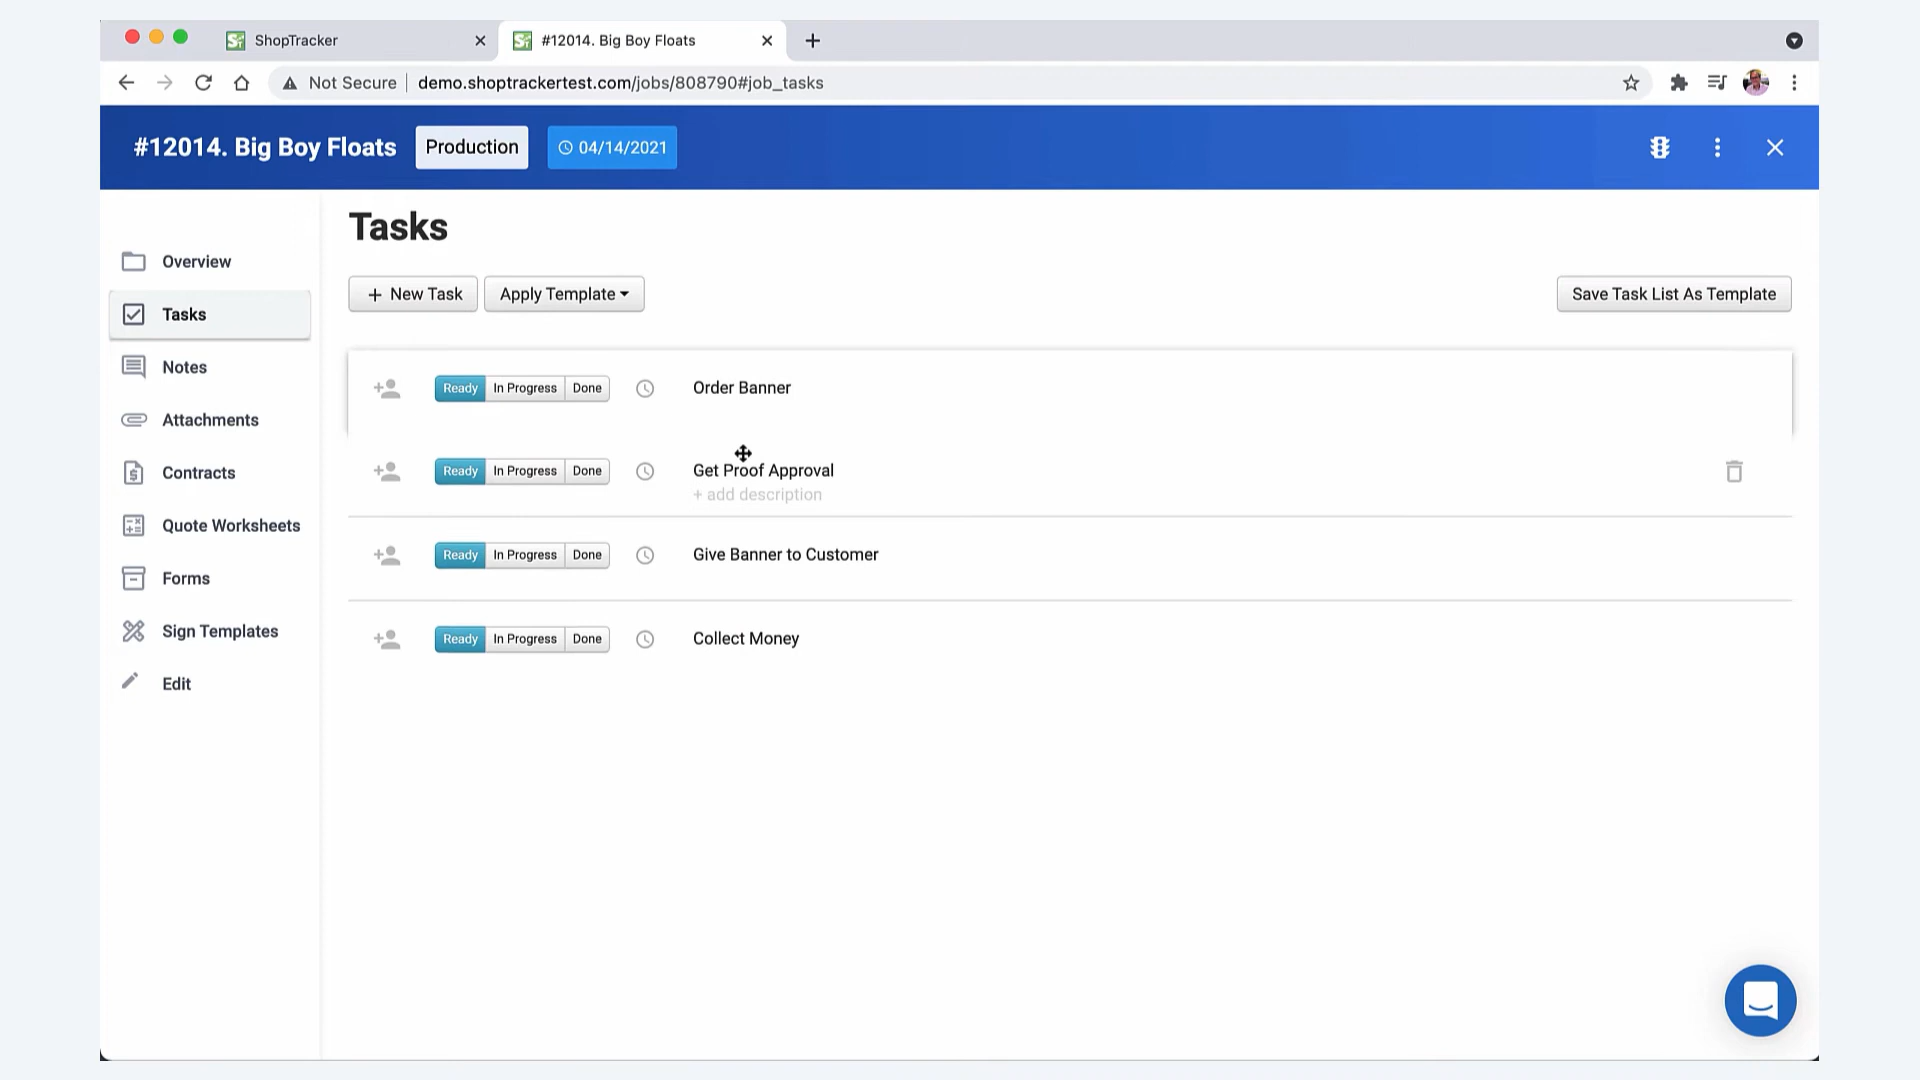 ShopTracker
#12014. Big Boy Floats
Not Secure
demo.shoptrackertest.com/jobs/808790#job_tasks
#12014. Big Boy Floats
Production
04/14/2021
Overview
Tasks
Notes
Attachments
Contracts
Quote Worksheets
Forms
Sign Templates
Edit
Tasks
+ New Task
Apply Template
Save Task List As Template
Ready In Progress Done Order Banner
Ready In Progress Done Get Proof Approval
+ add description
Ready In Progress Done Give Banner to Customer
Ready In Progress Done Collect Money